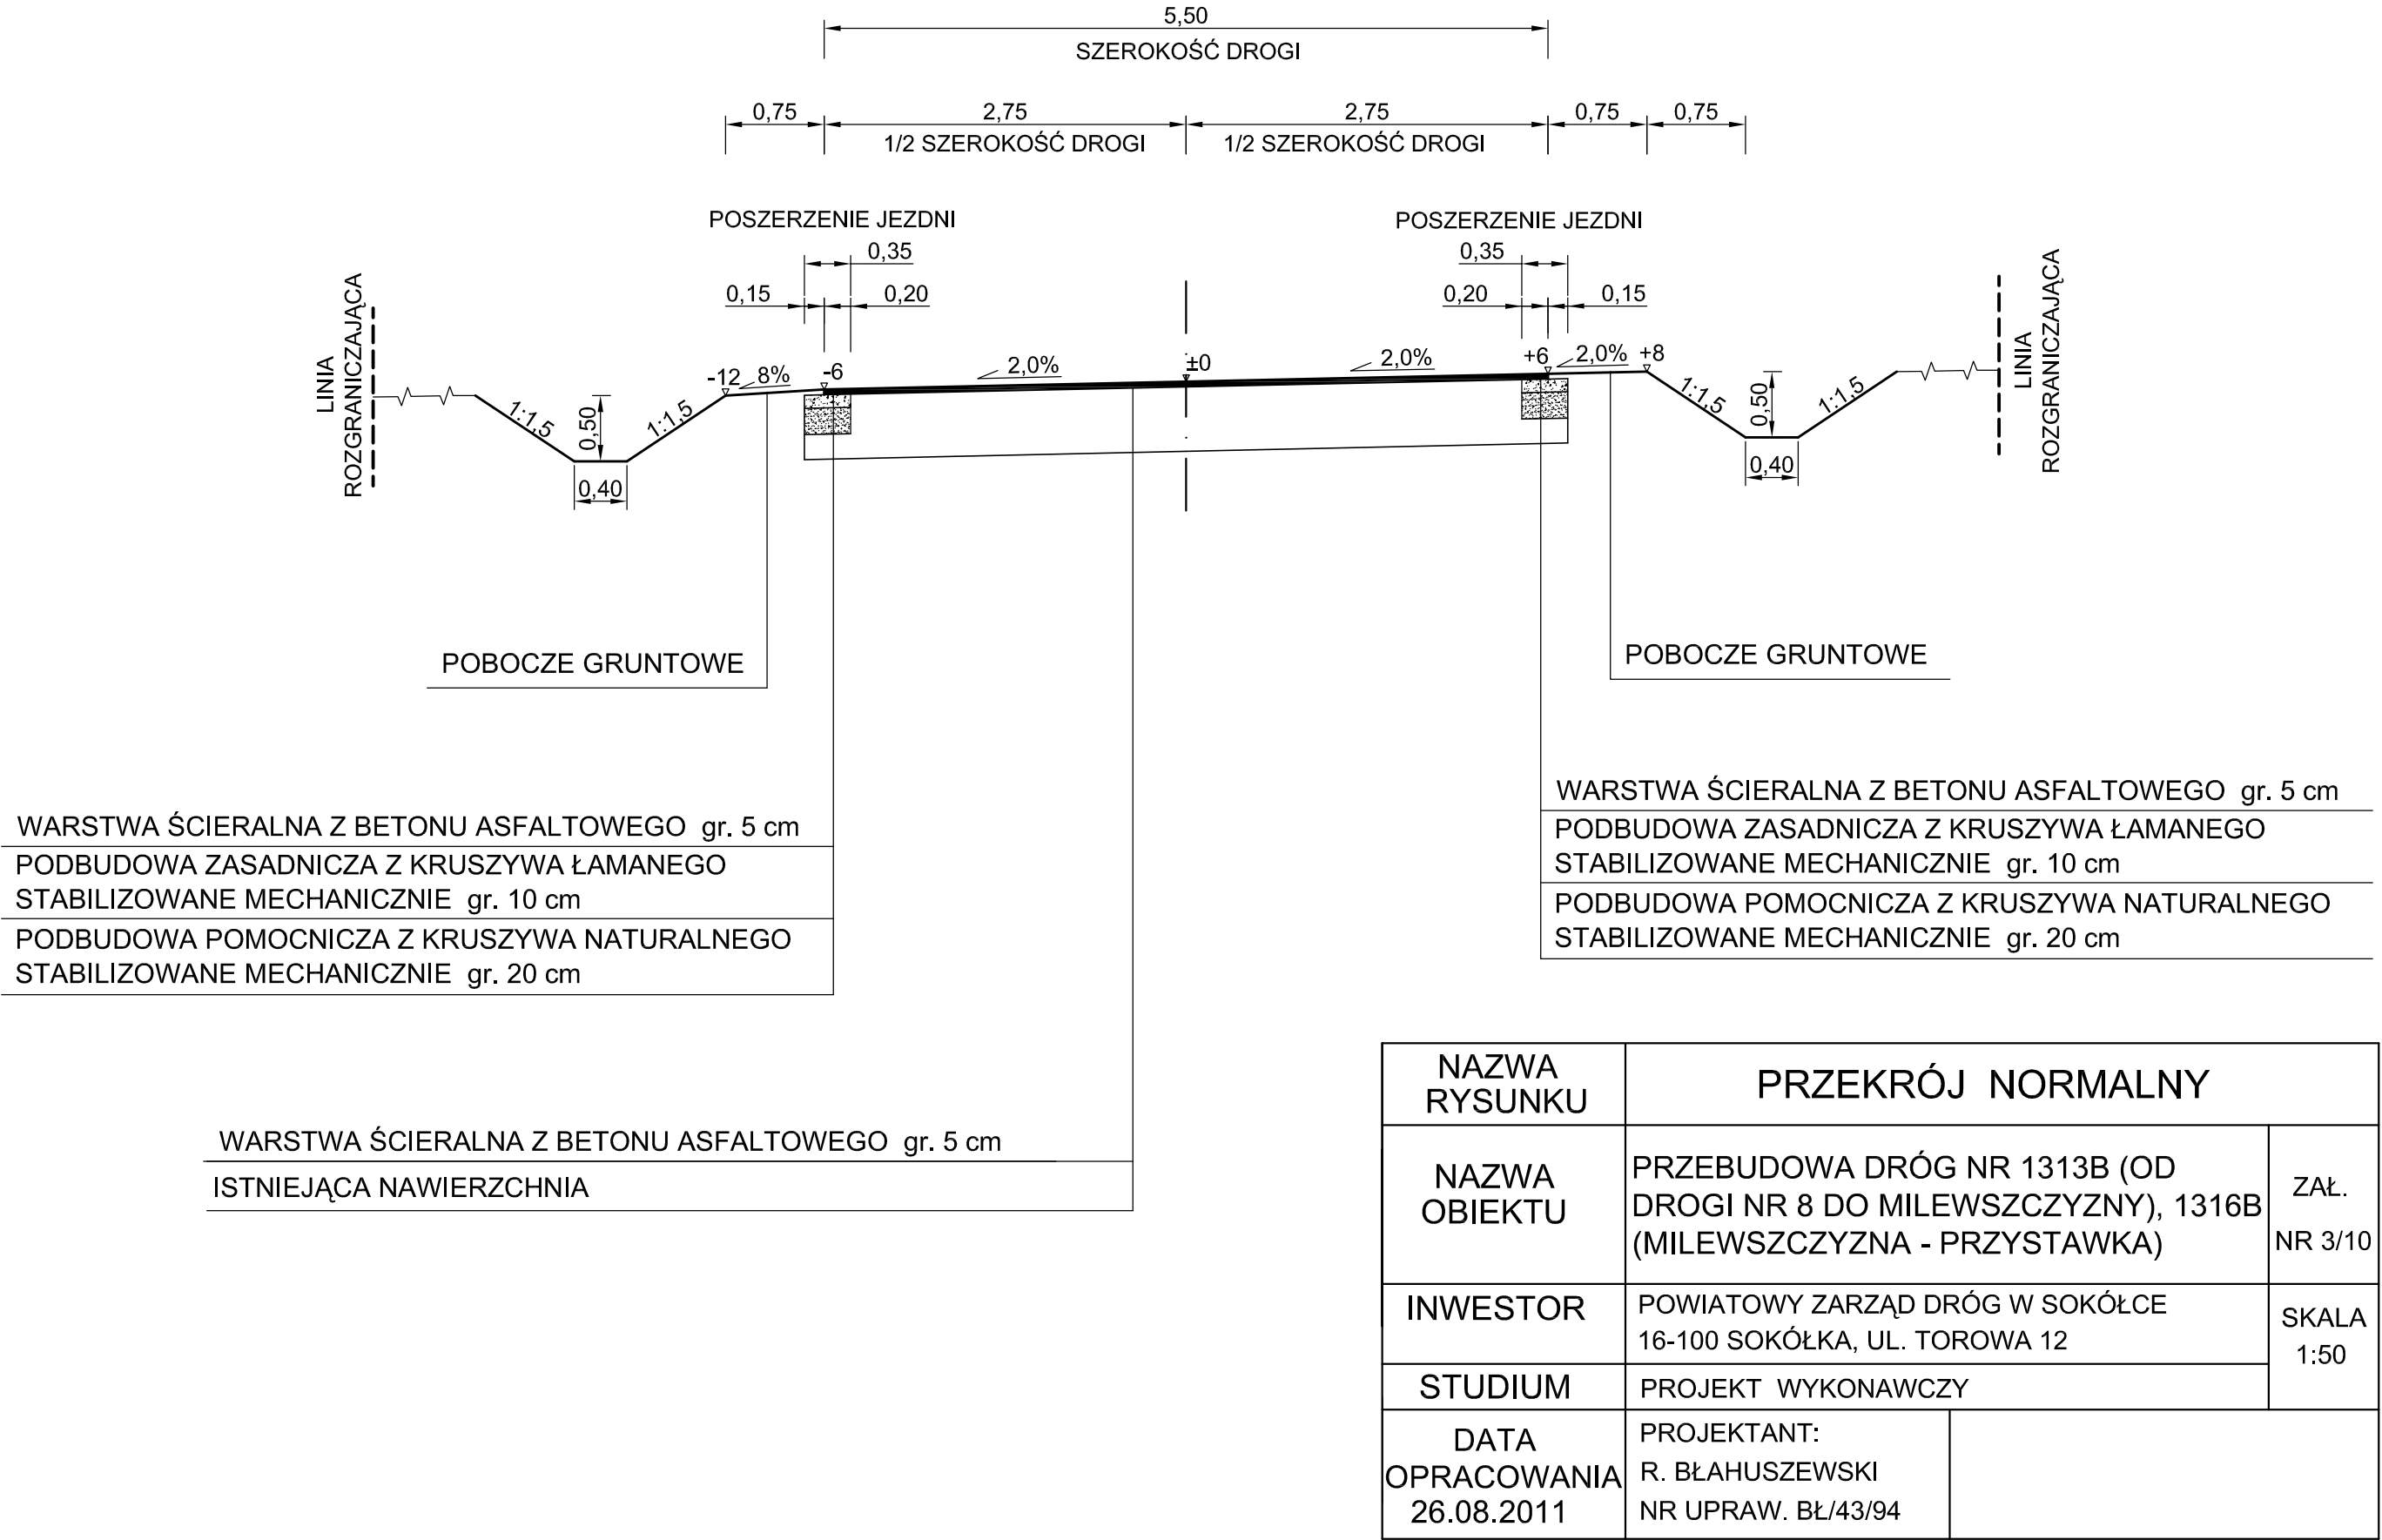 5,50
SZEROKOŚĆ DROGI
0,75 2,75 2,75 0,75 0,75
1/2 SZEROKOŚĆ DROGI 1/2 SZEROKOŚĆ DROGI
POSZERZENIE JEZDNI POSZERZENIE JEZDNI
0,35 0,35
0,15 0,20 0,20 0,15
LINIA
ROZGRANICZAJĄCA
LINIA
ROZGRANICZAJĄCA
-12 8% -6 2,0% ±0 2,0% +6 2,0% +8
1:1,5 0,50 1:1,5 1:1,5 0,50 1:1,5
0,40 0,40
POBOCZE GRUNTOWE
POBOCZE GRUNTOWE
WARSTWA ŚCIERALNA Z BETONU ASFALTOWEGO gr. 5 cm
PODBUDOWA ZASADNICZA Z KRUSZYWA ŁAMANEGO
STABILIZOWANE MECHANICZNIE gr. 10 cm
PODBUDOWA POMOCNICZA Z KRUSZYWA NATURALNEGO
STABILIZOWANE MECHANICZNIE gr. 20 cm
WARSTWA ŚCIERALNA Z BETONU ASFALTOWEGO gr. 5 cm
PODBUDOWA ZASADNICZA Z KRUSZYWA ŁAMANEGO
STABILIZOWANE MECHANICZNIE gr. 10 cm
PODBUDOWA POMOCNICZA Z KRUSZYWA NATURALNEGO
STABILIZOWANE MECHANICZNIE gr. 20 cm
WARSTWA ŚCIERALNA Z BETONU ASFALTOWEGO gr. 5 cm
ISTNIEJĄCA NAWIERZCHNIA
NAZWA
RYSUNKU
PRZEKRÓJ NORMALNY
NAZWA
OBIEKTU
PRZEBUDOWA DRÓG NR 1313B (OD
DROGI NR 8 DO MILEWSZCZYZNY), 1316B
(MILEWSZCZYZNA - PRZYSTAWKA)
ZAŁ.
NR 3/10
INWESTOR
POWIATOWY ZARZĄD DRÓG W SOKÓŁCE
16-100 SOKÓŁKA, UL. TOROWA 12
SKALA
1:50
STUDIUM
PROJEKT WYKONAWCZY
DATA
OPRACOWANIA
26.08.2011
PROJEKTANT:
R. BŁAHUSZEWSKI
NR UPRAW. BŁ/43/94